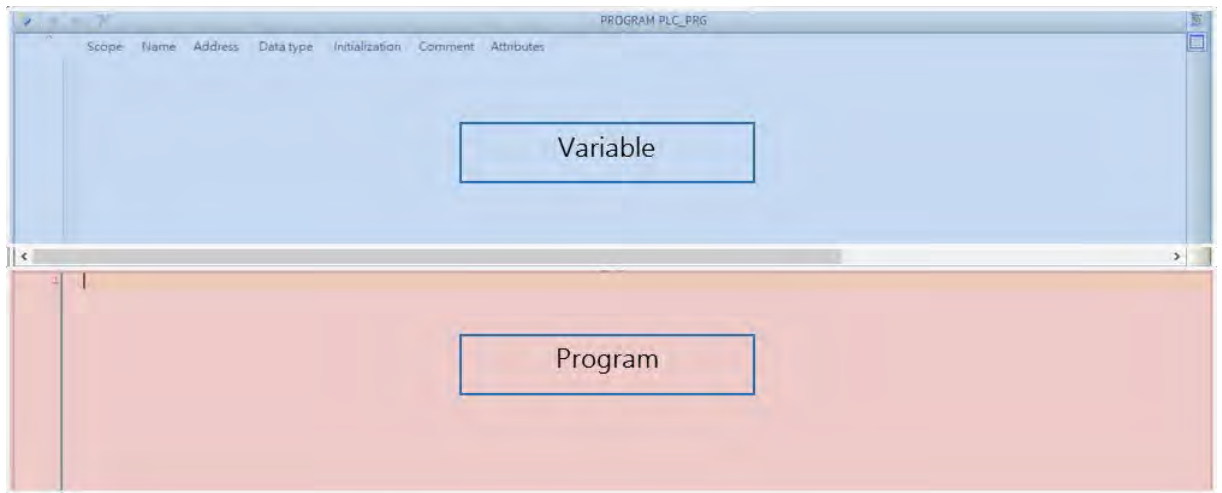 PROGRAM PLC_PRG
Scope Name Address Data type Initialization Comment Attributes
Variable
1
Program